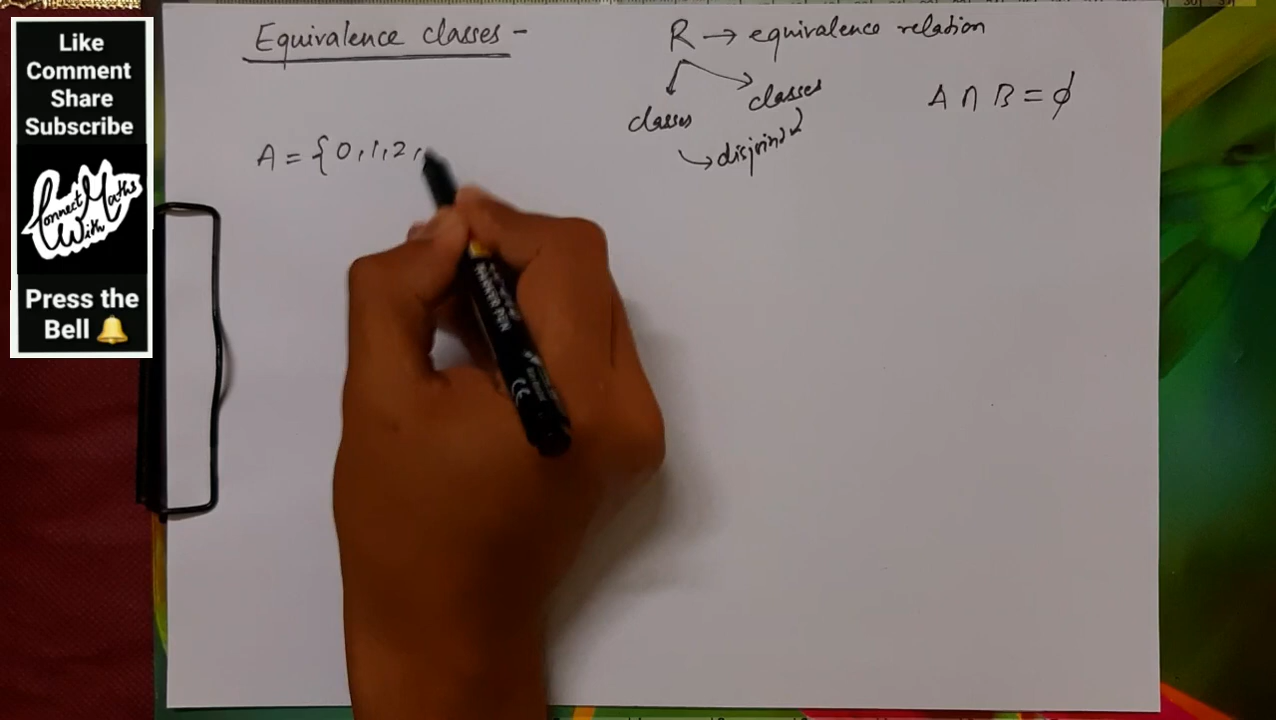 Like
Comment
Share
Subscribe
Connect
With
Maths
Press the
Bell 🔔
Equivalence classes -
R → equivalence relation
classes
classes
disjoint
A ∩ B = ϕ
A = {0, 1, 2,